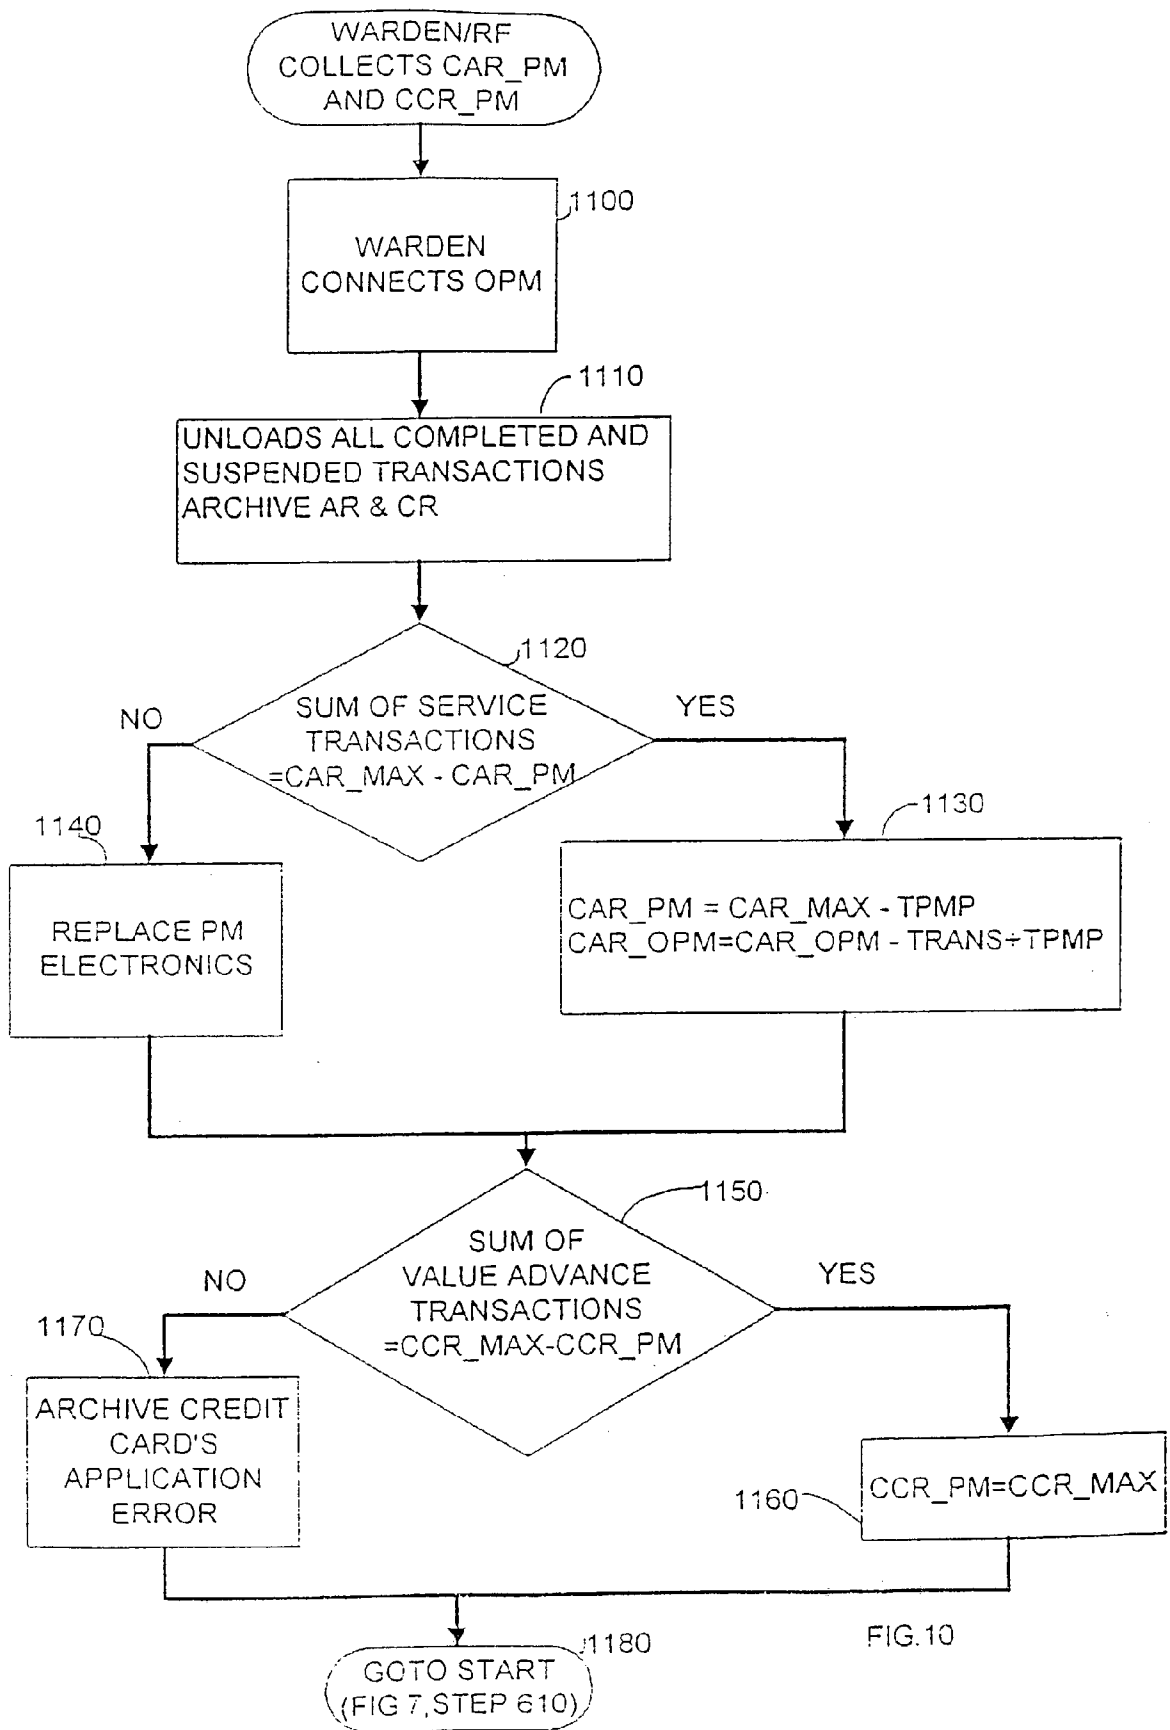 WARDEN/RF
COLLECTS CAR_PM
AND CCR_PM
1100
WARDEN
CONNECTS OPM
1110
UNLOADS ALL COMPLETED AND
SUSPENDED TRANSACTIONS
ARCHIVE AR & CR
1120
NO
YES
SUM OF SERVICE
TRANSACTIONS
=CAR_MAX - CAR_PM
1140
1130
REPLACE PM
ELECTRONICS
CAR_PM = CAR_MAX - TPMP
CAR_OPM=CAR_OPM - TRANS+TPMP
1150
NO
YES
SUM OF
VALUE ADVANCE
TRANSACTIONS
=CCR_MAX-CCR_PM
1170
ARCHIVE CREDIT
CARD'S
APPLICATION
ERROR
1160
CCR_PM=CCR_MAX
1180
GOTO START
(FIG 7,STEP 610)
FIG.10